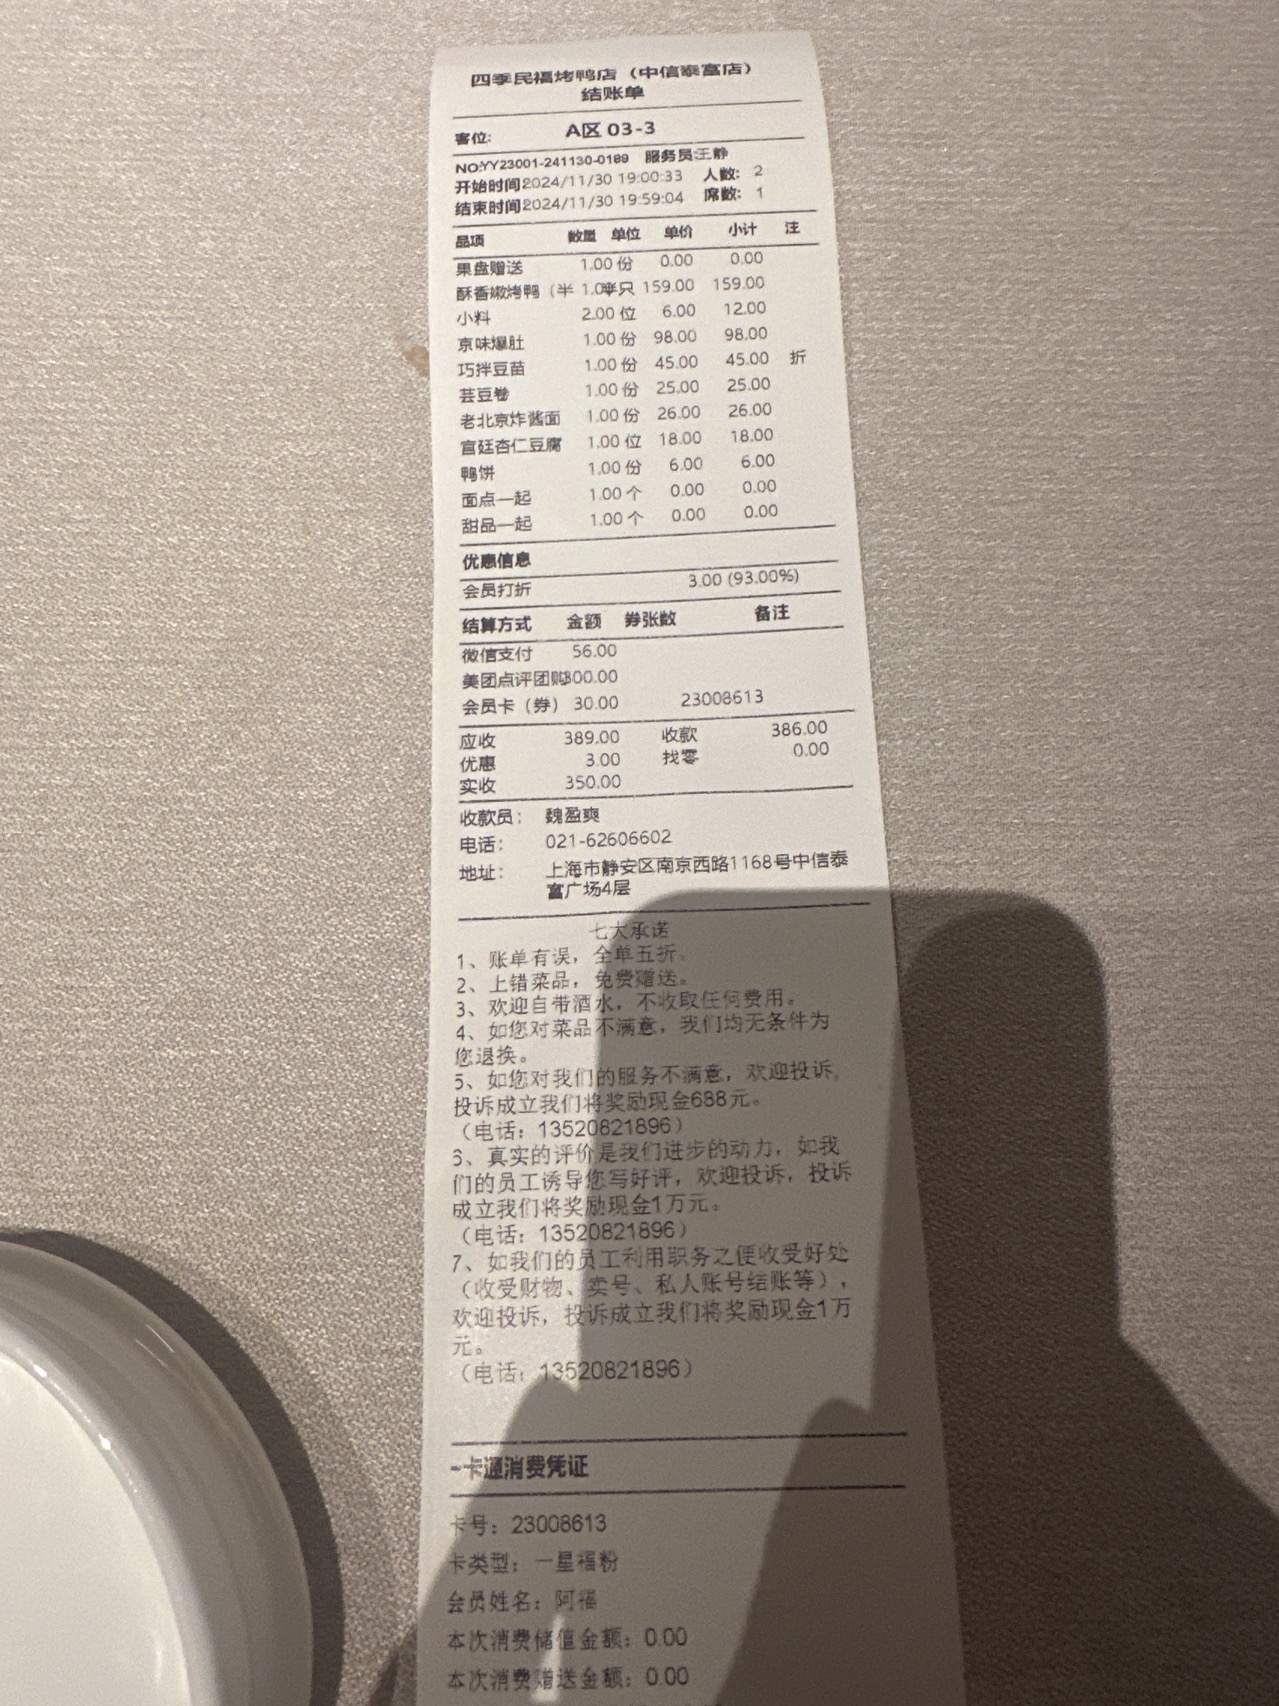 四季民福烤鸭店（中信泰富店）
结账单
客位: A区 03-3
NO:YY23001-241130-0189 服务员:王静
开始时间2024/11/30 19:00:33 人数: 2
结束时间2024/11/30 19:59:04 席数: 1
品项 数量 单位 单价 小计 注
果盘赠送 1.00 份 0.00 0.00
酥香嫩烤鸭（半 1.00半只 159.00 159.00
小料 2.00 位 6.00 12.00
京味爆肚 1.00 份 98.00 98.00
巧拌豆苗 1.00 份 45.00 45.00 折
芸豆卷 1.00 份 25.00 25.00
老北京炸酱面 1.00 份 26.00 26.00
宫廷杏仁豆腐 1.00 位 18.00 18.00
鸭饼 1.00 份 6.00 6.00
面点一起 1.00 个 0.00 0.00
甜品一起 1.00 个 0.00 0.00
优惠信息
会员打折 3.00 (93.00%)
结算方式 金额 券张数 备注
微信支付 56.00
美团点评团购300.00
会员卡（券） 30.00 23008613
应收 389.00 收款 386.00
优惠 3.00 找零 0.00
实收 350.00
收款员： 魏盈爽
电话： 021-62606602
地址： 上海市静安区南京西路1168号中信泰
富广场4层
七大承诺
1、账单有误，全单五折。
2、上错菜品，免费赠送。
3、欢迎自带酒水，不收取任何费用。
4、如您对菜品不满意，我们均无条件为
您退换。
5、如您对我们的服务不满意，欢迎投诉,
投诉成立我们将奖励现金688元。
（电话：13520821896）
6、真实的评价是我们进步的动力，如我
们的员工诱导您写好评，欢迎投诉，投诉
成立我们将奖励现金1万元。
（电话：13520821896）
7、如我们的员工利用职务之便收受好处
（收受财物、卖号、私人账号结账等），
欢迎投诉，投诉成立我们将奖励现金1万
元。
（电话：13520821896）
一卡通消费凭证
卡号：23008613
卡类型：一星福粉
会员姓名：阿福
本次消费储值金额：0.00
本次消费赠送金额：0.00